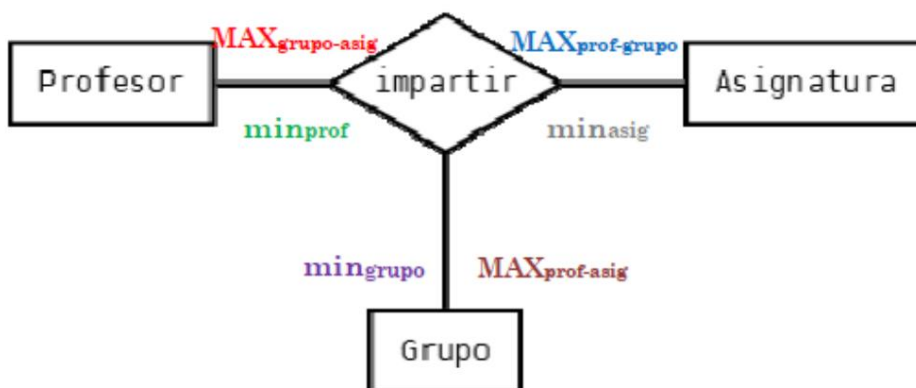 MAXgrupo-asig
MAXprof-grupo
Profesor
impartir
Asignatura
minprof
minasig
mingrupo
MAXprof-asig
Grupo